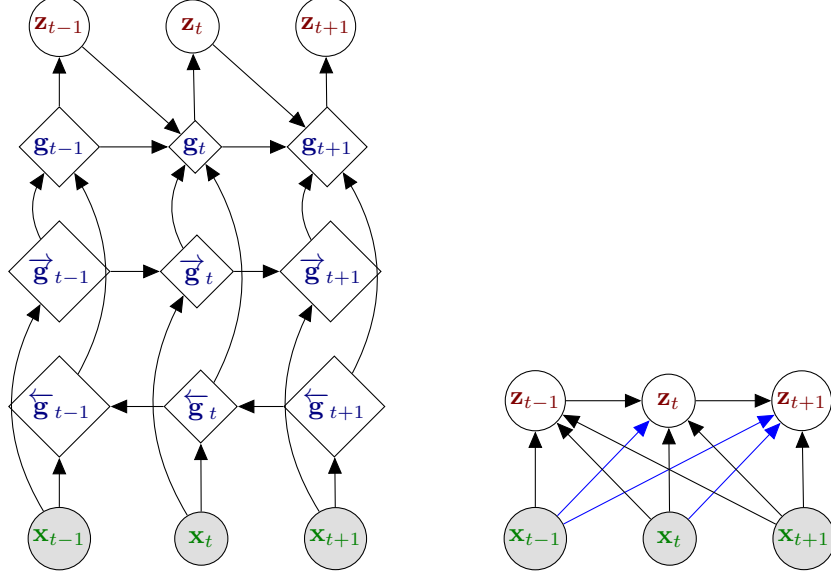 z_{t−1} z_t z_{t+1}
g_{t−1} g_t g_{t+1}
→g_{t−1} →g_t →g_{t+1}
←g_{t−1} ←g_t ←g_{t+1}
x_{t−1} x_t x_{t+1}
z_{t−1} z_t z_{t+1}
x_{t−1} x_t x_{t+1}